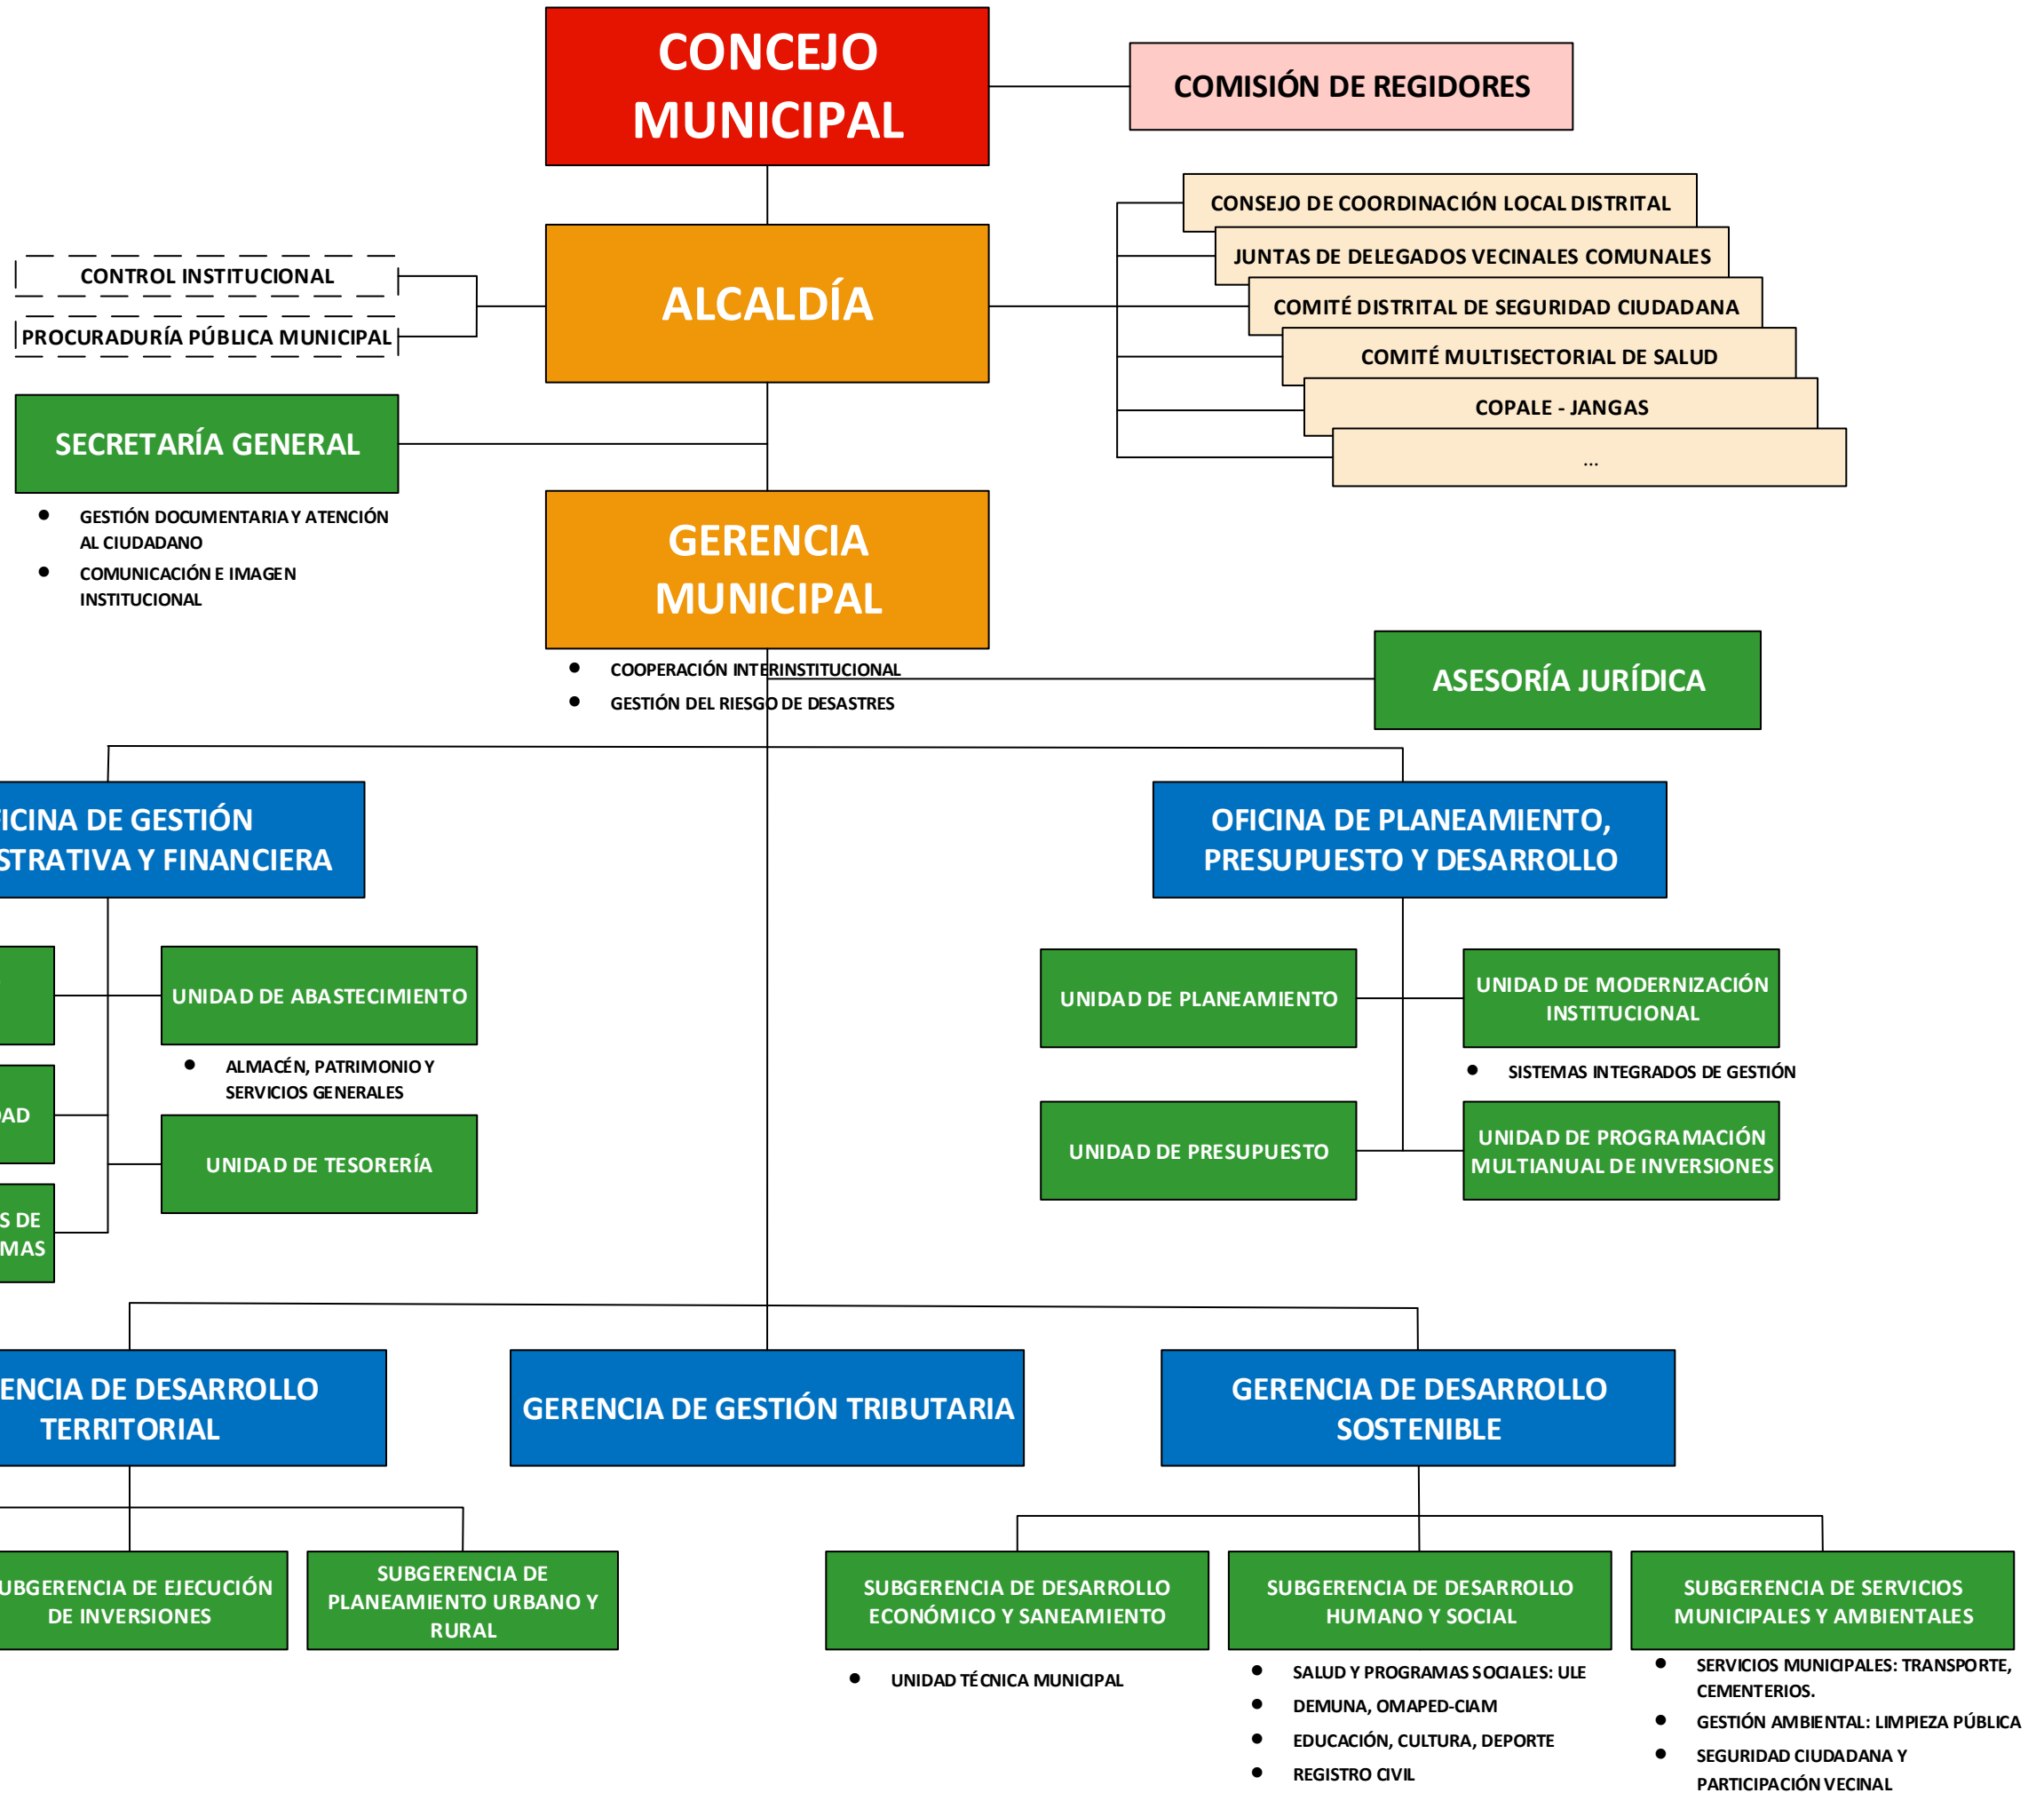 CONCEJO
MUNICIPAL
COMISIÓN DE REGIDORES
CONSEJO DE COORDINACIÓN LOCAL DISTRITAL
JUNTAS DE DELEGADOS VECINALES COMUNALES
COMITÉ DISTRITAL DE SEGURIDAD CIUDADANA
COMITÉ MULTISECTORIAL DE SALUD
COPALE - JANGAS
...
ALCALDÍA
CONTROL INSTITUCIONAL
PROCURADURÍA PÚBLICA MUNICIPAL
SECRETARÍA GENERAL
• GESTIÓN DOCUMENTARIA Y ATENCIÓN
AL CIUDADANO
• COMUNICACIÓN E IMAGEN
INSTITUCIONAL
GERENCIA
MUNICIPAL
• COOPERACIÓN INTERINSTITUCIONAL
• GESTIÓN DEL RIESGO DE DESASTRES
ASESORÍA JURÍDICA
FICINA DE GESTIÓN
STRATIVA Y FINANCIERA
UNIDAD DE ABASTECIMIENTO
• ALMACÉN, PATRIMONIO Y
SERVICIOS GENERALES
DAD
UNIDAD DE TESORERÍA
S DE
MAS
OFICINA DE PLANEAMIENTO,
PRESUPUESTO Y DESARROLLO
UNIDAD DE PLANEAMIENTO
UNIDAD DE MODERNIZACIÓN
INSTITUCIONAL
• SISTEMAS INTEGRADOS DE GESTIÓN
UNIDAD DE PRESUPUESTO
UNIDAD DE PROGRAMACIÓN
MULTIANUAL DE INVERSIONES
ENCIA DE DESARROLLO
TERRITORIAL
GERENCIA DE GESTIÓN TRIBUTARIA
GERENCIA DE DESARROLLO
SOSTENIBLE
UBGERENCIA DE EJECUCIÓN
DE INVERSIONES
SUBGERENCIA DE
PLANEAMIENTO URBANO Y
RURAL
SUBGERENCIA DE DESARROLLO
ECONÓMICO Y SANEAMIENTO
• UNIDAD TÉCNICA MUNICIPAL
SUBGERENCIA DE DESARROLLO
HUMANO Y SOCIAL
• SALUD Y PROGRAMAS SOCIALES: ULE
• DEMUNA, OMAPED-CIAM
• EDUCACIÓN, CULTURA, DEPORTE
• REGISTRO CIVIL
SUBGERENCIA DE SERVICIOS
MUNICIPALES Y AMBIENTALES
• SERVICIOS MUNICIPALES: TRANSPORTE,
CEMENTERIOS.
• GESTIÓN AMBIENTAL: LIMPIEZA PÚBLICA
• SEGURIDAD CIUDADANA Y
PARTICIPACIÓN VECINAL